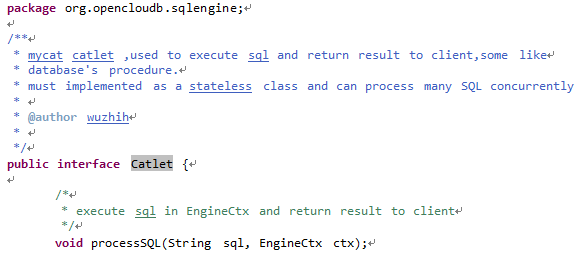 package org.opencloudb.sqlengine;
/**
 * mycat catlet ,used to execute sql and return result to client,some like
 * database's procedure.
 * must implemented as a stateless class and can process many SQL concurrently
 *
 * @author wuzhih
 *
 */
public interface Catlet {
/*
 * execute sql in EngineCtx and return result to client
 */
void processSQL(String sql, EngineCtx ctx);